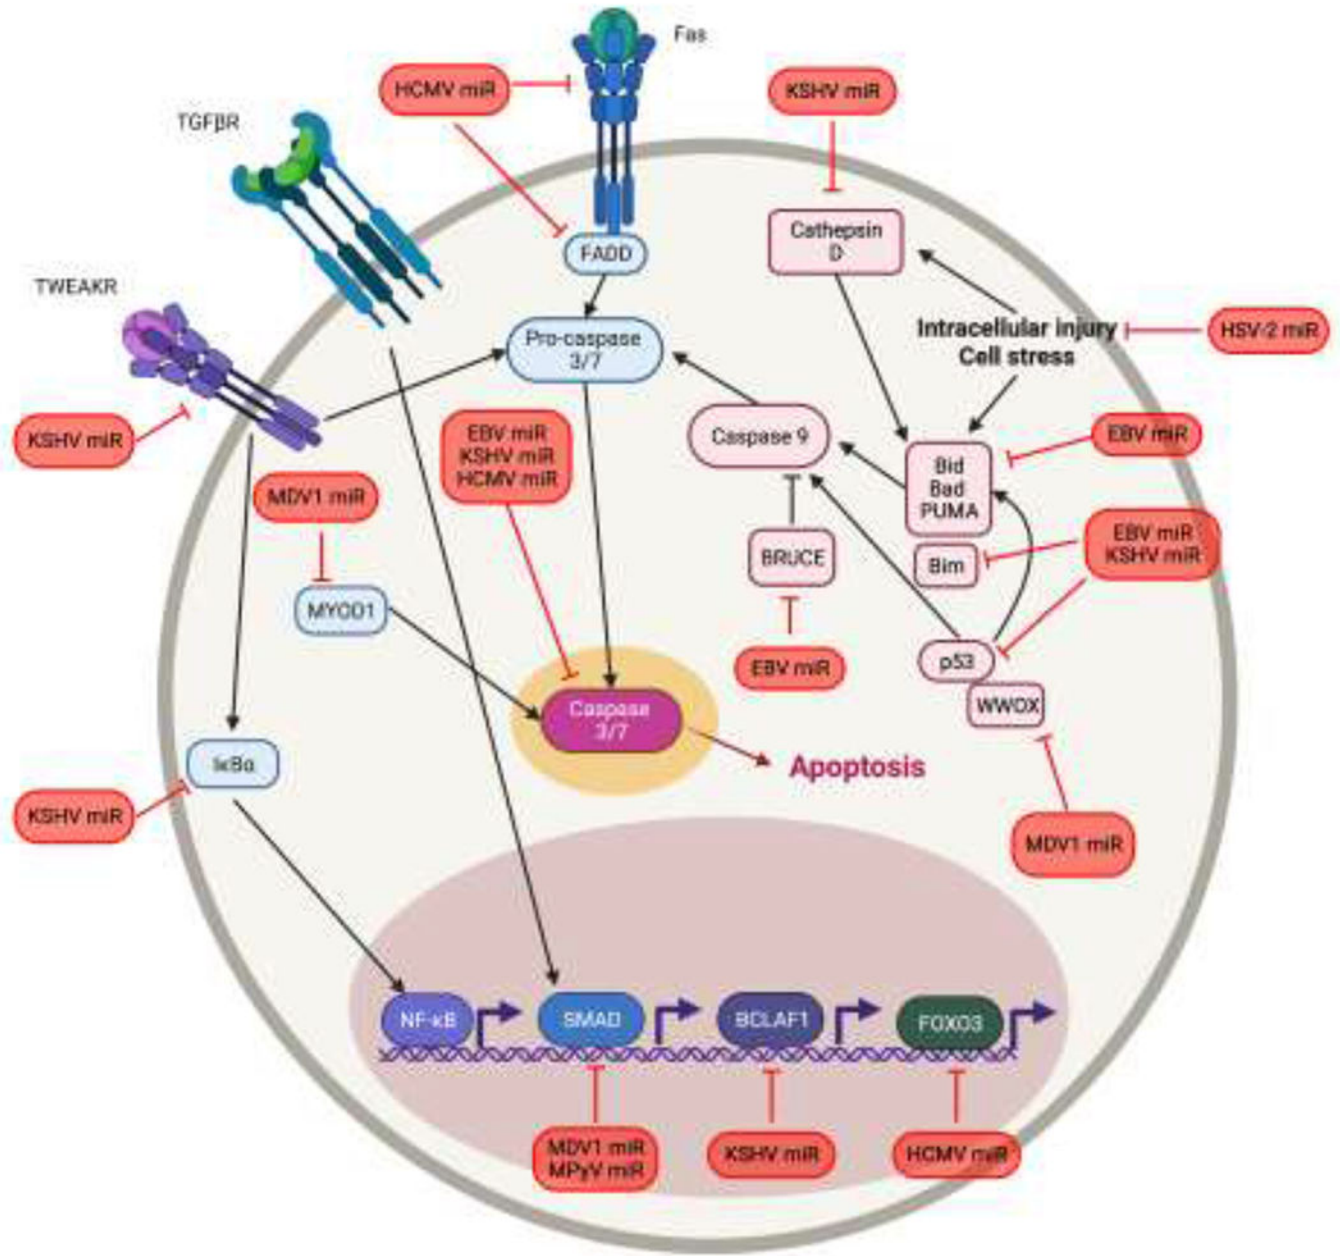 Fas
HCMV miR
KSHV miR
TGFβR
Cathepsin
D
FADD
TWEAKR
Intracellular injury
Cell stress
HSV-2 miR
Pro-caspase
3/7
KSHV miR
EBV miR
KSHV miR
HCMV miR
Caspase 9
EBV miR
Bid
Bad
PUMA
MDV1 miR
EBV miR
KSHV miR
BRUCE
Bim
MYOD1
EBV miR
p53
WWOX
Caspase
3/7
IκBα
Apoptosis
KSHV miR
MDV1 miR
NF-κB
SMAD
BCLAF1
FOXO3
MDV1 miR
MPyV miR
KSHV miR
HCMV miR